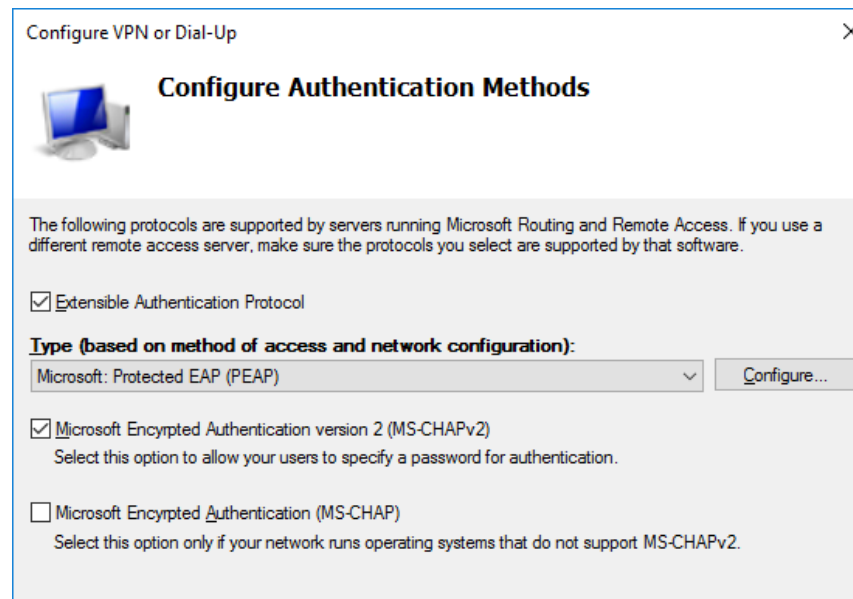 Configure VPN or Dial-Up
Configure Authentication Methods
The following protocols are supported by servers running Microsoft Routing and Remote Access. If you use a
different remote access server, make sure the protocols you select are supported by that software.
Extensible Authentication Protocol
Type (based on method of access and network configuration):
Microsoft: Protected EAP (PEAP)
Configure...
Microsoft Encyrpted Authentication version 2 (MS-CHAPv2)
Select this option to allow your users to specify a password for authentication.
Microsoft Encyrpted Authentication (MS-CHAP)
Select this option only if your network runs operating systems that do not support MS-CHAPv2.